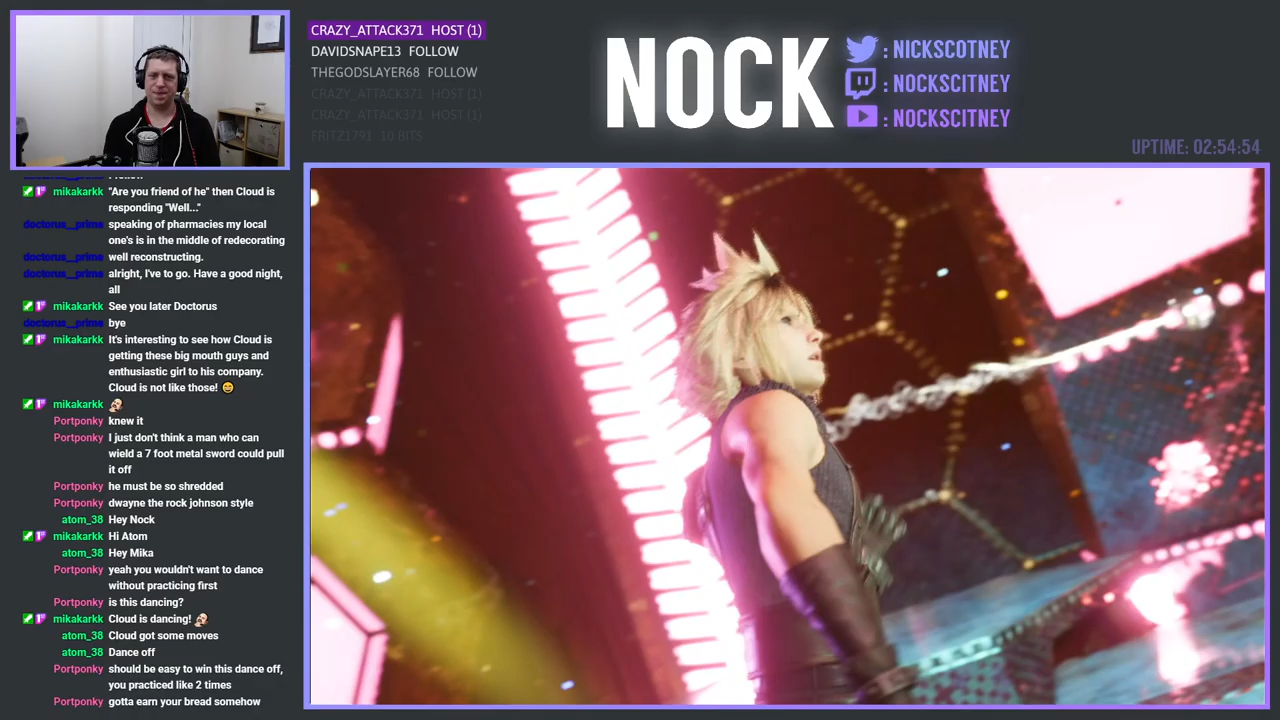 CRAZY_ATTACK371 HOST (1)
DAVIDSNAPE13 FOLLOW
THEGODSLAYER68 FOLLOW
CRAZY_ATTACK371 HOST (1)
CRAZY_ATTACK371 HOST (1)
FRITZ1791 10 BITS
NOCK
: NICKSCOTNEY
: NOCKSCITNEY
: NOCKSCITNEY
UPTIME: 02:54:54
mikakarkk "Are you friend of he" then Cloud is
responding "Well..."
doctorus__prime speaking of pharmacies my local
one's is in the middle of redecorating
doctorus__prime well reconstructing.
doctorus__prime alright, I've to go. Have a good night,
all
mikakarkk See you later Doctorus
doctorus__prime bye
mikakarkk It's interesting to see how Cloud is
getting these big mouth guys and
enthusiastic girl to his company.
Cloud is not like those!
mikakarkk
Portponky knew it
Portponky I just don't think a man who can
wield a 7 foot metal sword could pull
it off
Portponky he must be so shredded
Portponky dwayne the rock johnson style
atom_38 Hey Nock
mikakarkk Hi Atom
atom_38 Hey Mika
Portponky yeah you wouldn't want to dance
without practicing first
Portponky is this dancing?
mikakarkk Cloud is dancing!
atom_38 Cloud got some moves
atom_38 Dance off
Portponky should be easy to win this dance off,
you practiced like 2 times
Portponky gotta earn your bread somehow